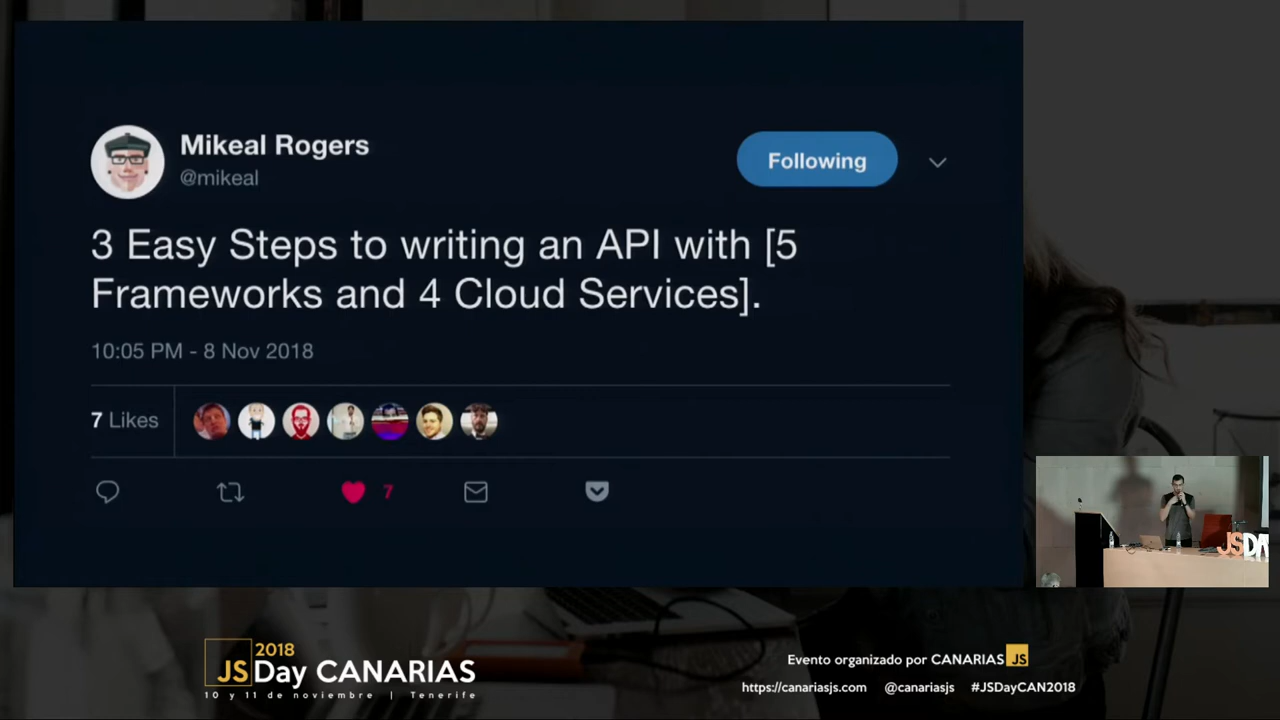 Mikeal Rogers
@mikeal
Following
3 Easy Steps to writing an API with [5
Frameworks and 4 Cloud Services].
10:05 PM - 8 Nov 2018
7 Likes
7
JSDA
2018
JSDay CANARIAS
10 y 11 de noviembre | Tenerife
Evento organizado por CANARIAS JS
https://canariasjs.com @canariasjs #JSDayCAN2018